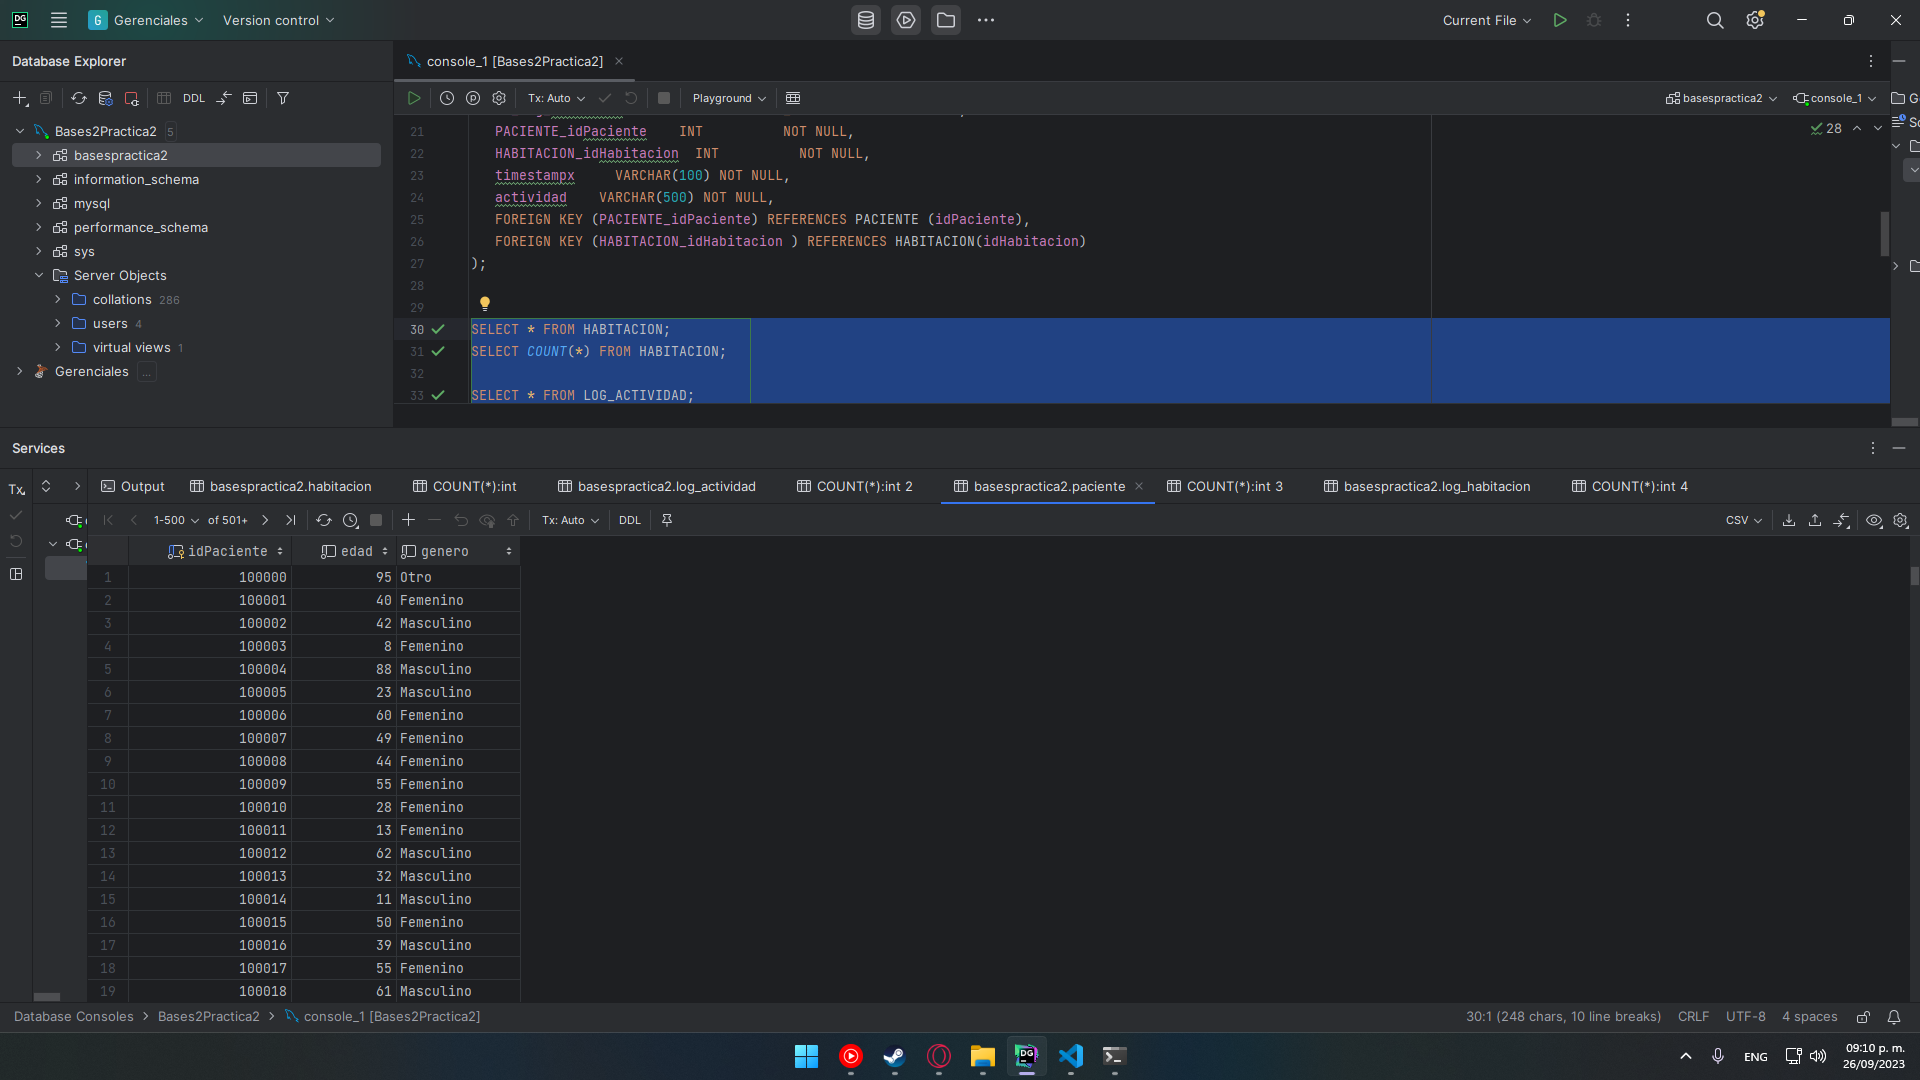 DG
G Gerenciales
Version control
Current File
Database Explorer
console_1 [Bases2Practica2]
DDL
Tx: Auto
Playground
basespractica2
console_1
Bases2Practica2 5
basespractica2
information_schema
mysql
performance_schema
sys
Server Objects
collations 286
users 4
virtual views 1
Gerenciales ...
28
21 PACIENTE_idPaciente INT NOT NULL,
22 HABITACION_idHabitacion INT NOT NULL,
23 timestampx VARCHAR(100) NOT NULL,
24 actividad VARCHAR(500) NOT NULL,
25 FOREIGN KEY (PACIENTE_idPaciente) REFERENCES PACIENTE (idPaciente),
26 FOREIGN KEY (HABITACION_idHabitacion ) REFERENCES HABITACION(idHabitacion)
27 );
28
29
30 SELECT * FROM HABITACION;
31 SELECT COUNT(*) FROM HABITACION;
32
33 SELECT * FROM LOG_ACTIVIDAD;
Services
Tx
Output
basespractica2.habitacion
COUNT(*):int
basespractica2.log_actividad
COUNT(*):int 2
basespractica2.paciente
COUNT(*):int 3
basespractica2.log_habitacion
COUNT(*):int 4
1-500 of 501+
Tx: Auto
DDL
CSV
idPaciente edad genero
1 100000 95 Otro
2 100001 40 Femenino
3 100002 42 Masculino
4 100003 8 Femenino
5 100004 88 Masculino
6 100005 23 Masculino
7 100006 60 Femenino
8 100007 49 Femenino
9 100008 44 Femenino
10 100009 55 Femenino
11 100010 28 Femenino
12 100011 13 Femenino
13 100012 62 Masculino
14 100013 32 Masculino
15 100014 11 Masculino
16 100015 50 Femenino
17 100016 39 Masculino
18 100017 55 Femenino
19 100018 61 Masculino
Database Consoles > Bases2Practica2 > console_1 [Bases2Practica2]
30:1 (248 chars, 10 line breaks)
CRLF
UTF-8
4 spaces
DG
ENG
09:10 p. m.
26/09/2023